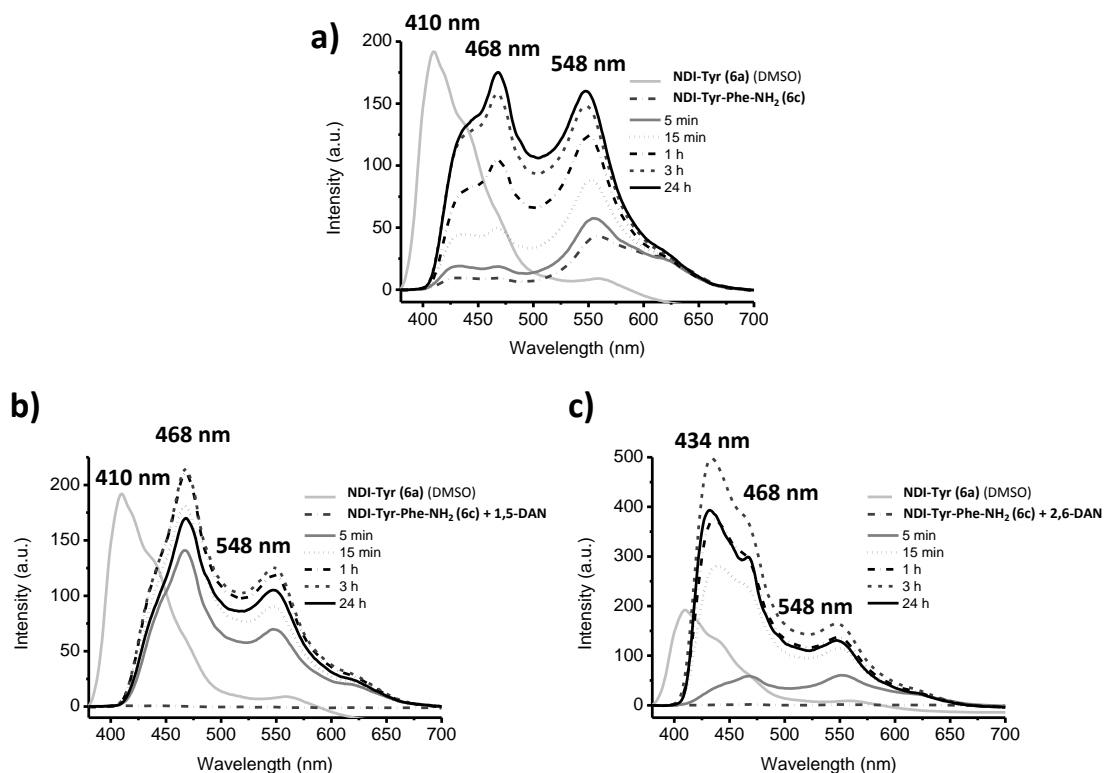 a)
410 nm
468 nm
548 nm
200
150
100
50
0
Intensity (a.u.)
400 450 500 550 600 650 700
Wavelength (nm)
NDI-Tyr (6a) (DMSO)
NDI-Tyr-Phe-NH₂ (6c)
5 min
15 min
1 h
3 h
24 h
b)
468 nm
410 nm
548 nm
200
150
100
50
0
Intensity (a.u.)
400 450 500 550 600 650 700
Wavelength (nm)
NDI-Tyr (6a) (DMSO)
NDI-Tyr-Phe-NH₂ (6c) + 1,5-DAN
5 min
15 min
1 h
3 h
24 h
c)
434 nm
468 nm
548 nm
500
400
300
200
100
0
Intensity (a.u.)
400 450 500 550 600 650 700
Wavelength (nm)
NDI-Tyr (6a) (DMSO)
NDI-Tyr-Phe-NH₂ (6c) + 2,6-DAN
5 min
15 min
1 h
3 h
24 h